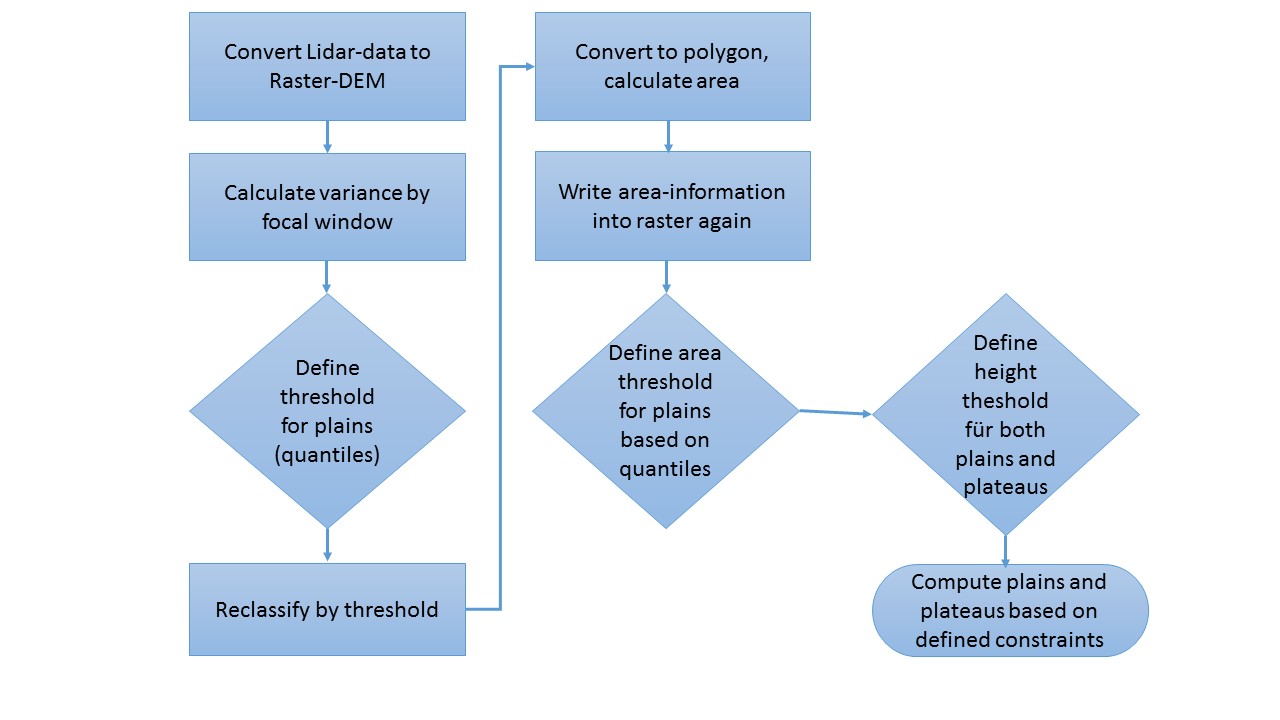 Convert Lidar-data to
Raster-DEM
Calculate variance by
focal window
Define
threshold
for plains
(quantiles)
Reclassify by threshold
Convert to polygon,
calculate area
Write area-information
into raster again
Define area
threshold
for plains
based on
quantiles
Define
height
theshold
für both
plains and
plateaus
Compute plains and
plateaus based on
defined constraints